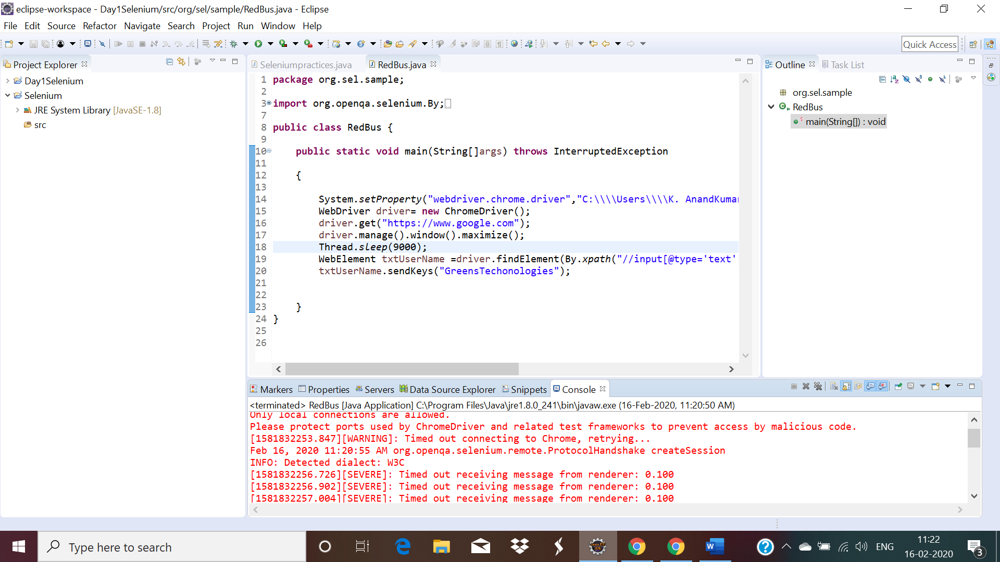 eclipse-workspace - Day1Selenium/src/org/sel/sample/RedBus.java - Eclipse
File Edit Source Refactor Navigate Search Project Run Window Help
Quick Access
Project Explorer
Day1Selenium
Selenium
JRE System Library [JavaSE-1.8]
src
Seleniumpractices.java
RedBus.java
1 package org.sel.sample;
2
3 import org.openqa.selenium.By;
7
8 public class RedBus {
9
10 public static void main(String[]args) throws InterruptedException
11
12 {
13
14 System.setProperty("webdriver.chrome.driver","C:\\\\Users\\\\K. AnandKumar
15 WebDriver driver= new ChromeDriver();
16 driver.get("https://www.google.com");
17 driver.manage().window().maximize();
18 Thread.sleep(9000);
19 WebElement txtUserName =driver.findElement(By.xpath("//input[@type='text'
20 txtUserName.sendKeys("GreensTechonologies");
21
22
23 }
24 }
25
26
Outline
Task List
org.sel.sample
RedBus
main(String[]) : void
Markers Properties Servers Data Source Explorer Snippets Console
<terminated> RedBus [Java Application] C:\Program Files\Java\jre1.8.0_241\bin\javaw.exe (16-Feb-2020, 11:20:50 AM)
Only local connections are allowed.
Please protect ports used by ChromeDriver and related test frameworks to prevent access by malicious code.
[1581832253.847][WARNING]: Timed out connecting to Chrome, retrying...
Feb 16, 2020 11:20:55 AM org.openqa.selenium.remote.ProtocolHandshake createSession
INFO: Detected dialect: W3C
[1581832256.726][SEVERE]: Timed out receiving message from renderer: 0.100
[1581832256.902][SEVERE]: Timed out receiving message from renderer: 0.100
[1581832257.004][SEVERE]: Timed out receiving message from renderer: 0.100
Type here to search
ENG
11:22
16-02-2020
3